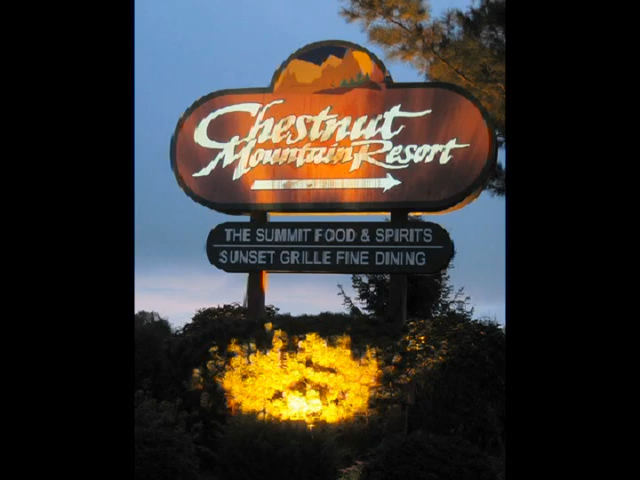 Chestnut
Mountain Resort
THE SUMMIT FOOD & SPIRITS
SUNSET GRILLE FINE DINING